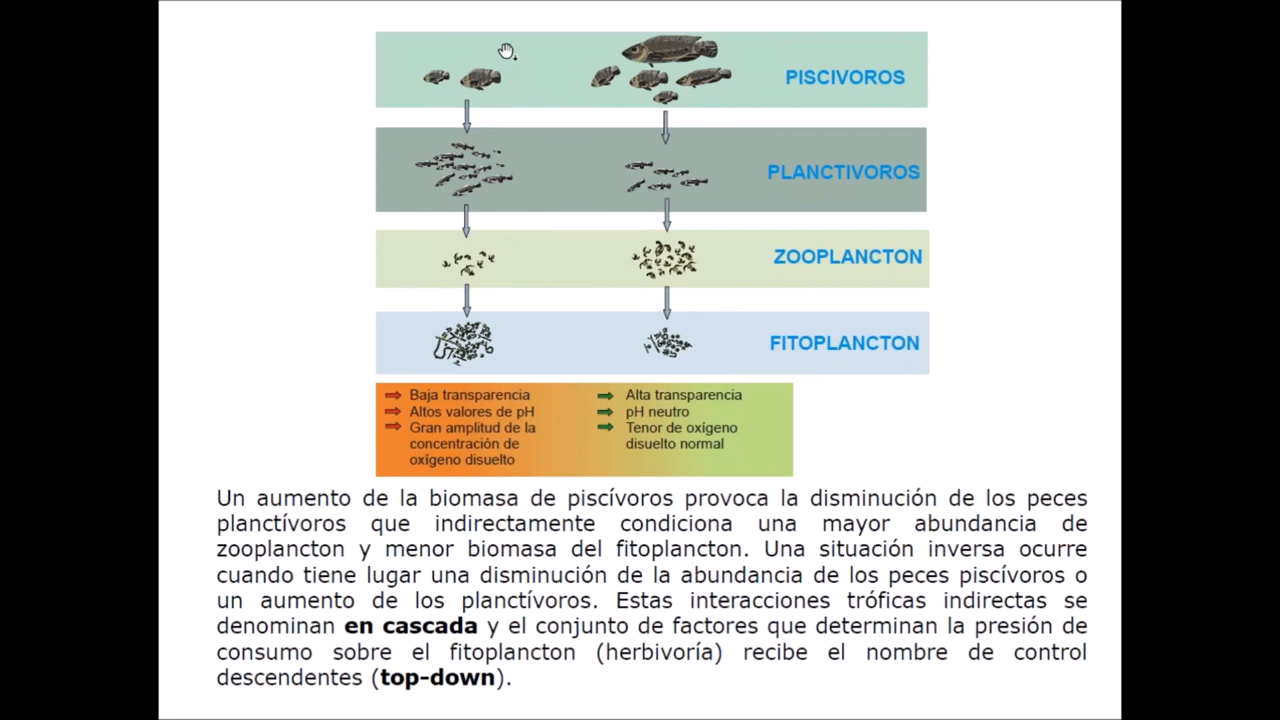 PISCIVOROS
PLANCTIVOROS
ZOOPLANCTON
FITOPLANCTON
Baja transparencia
Altos valores de pH
Gran amplitud de la
concentración de
oxígeno disuelto
Alta transparencia
pH neutro
Tenor de oxígeno
disuelto normal
Un aumento de la biomasa de piscívoros provoca la disminución de los peces
planctívoros que indirectamente condiciona una mayor abundancia de
zooplancton y menor biomasa del fitoplancton. Una situación inversa ocurre
cuando tiene lugar una disminución de la abundancia de los peces piscívoros o
un aumento de los planctívoros. Estas interacciones tróficas indirectas se
denominan en cascada y el conjunto de factores que determinan la presión de
consumo sobre el fitoplancton (herbivoría) recibe el nombre de control
descendentes (top-down).